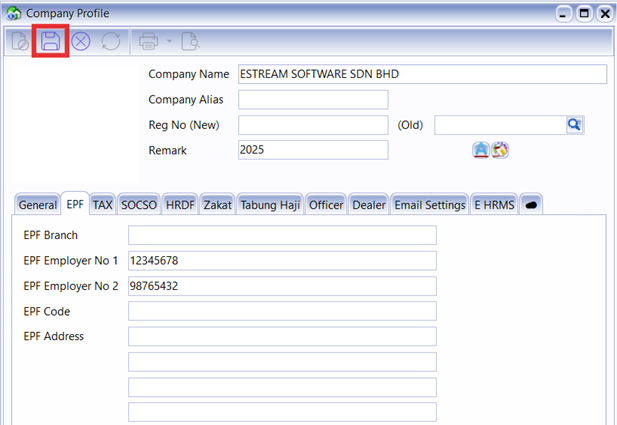 Company Profile
Company Name ESTREAM SOFTWARE SDN BHD
Company Alias
Reg No (New) (Old)
Remark 2025
General EPF TAX SOCSO HRDF Zakat Tabung Haji Officer Dealer Email Settings E HRMS
EPF Branch
EPF Employer No 1 12345678
EPF Employer No 2 98765432
EPF Code
EPF Address